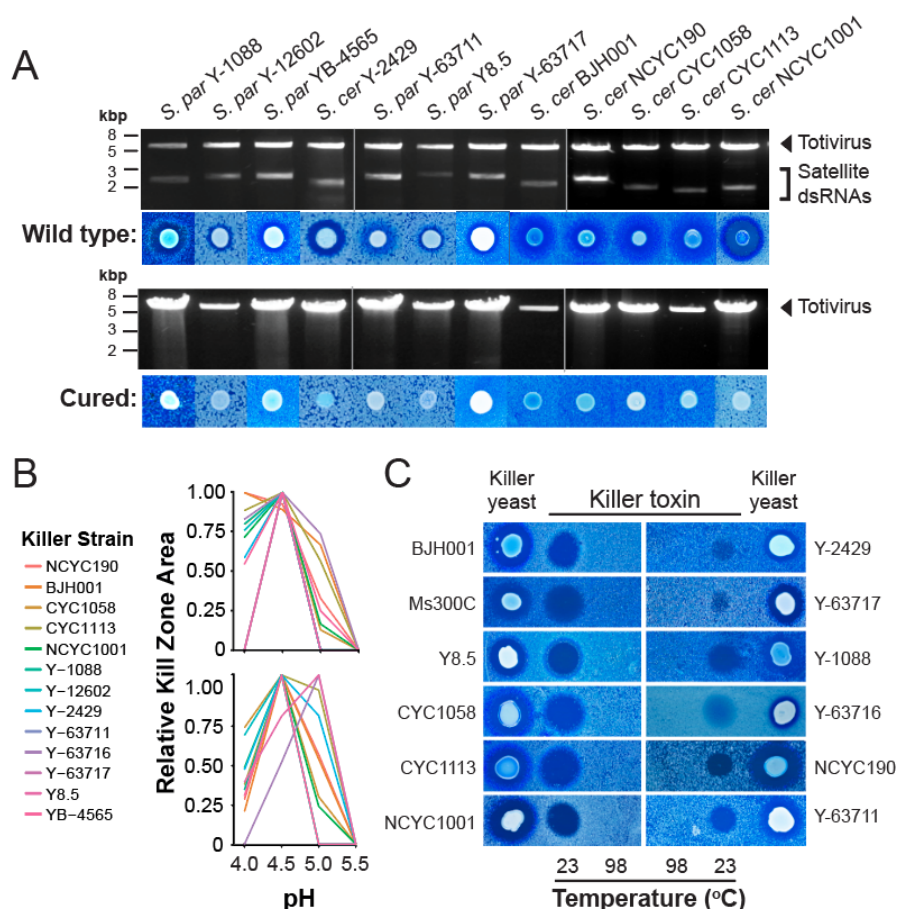 A
S. par Y-1088
S. par Y-12602
S. par YB-4565
S. cer Y-2429
S. par Y-63711
S. par Y8.5
S. par Y-63717
S. cer BJH001
S. cer NCYC190
S. cer CYC1058
S. cer CYC1113
S. cer NCYC1001
kbp
8
5
3
2
Totivirus
Satellite
dsRNAs
Wild type:
kbp
8
5
3
2
Totivirus
Cured:
B
Killer Strain
NCYC190
BJH001
CYC1058
CYC1113
NCYC1001
Y-1088
Y-12602
Y-2429
Y-63711
Y-63716
Y-63717
Y8.5
YB-4565
Relative Kill Zone Area
1.00
0.75
0.50
0.25
0
1.00
0.75
0.50
0.25
0
4.0 4.5 5.0 5.5
pH
C
Killer yeast
Killer toxin
Killer yeast
BJH001 Y-2429
Ms300C Y-63717
Y8.5 Y-1088
CYC1058 Y-63716
CYC1113 NCYC190
NCYC1001 Y-63711
23 98 98 23
Temperature (ºC)